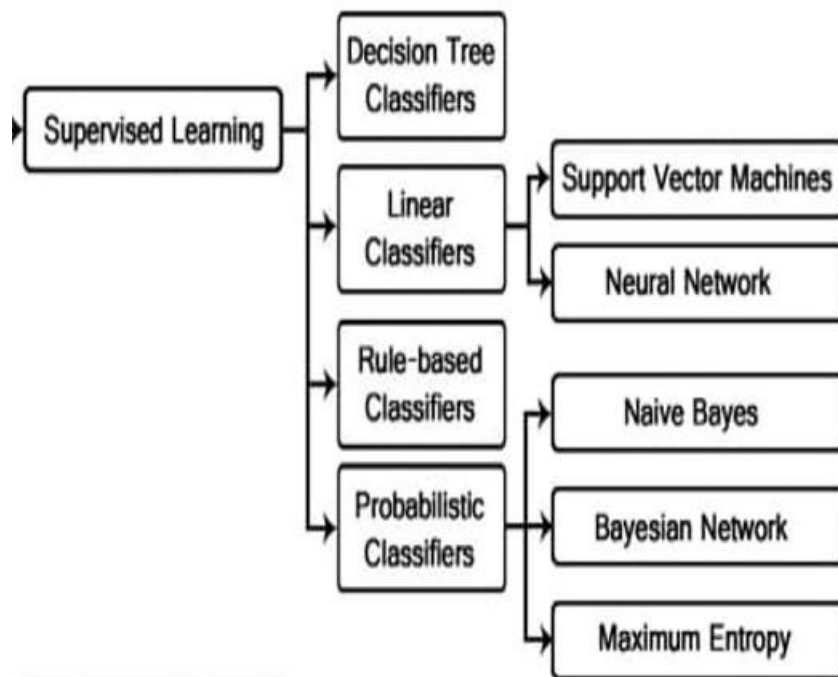 Supervised Learning
Decision Tree
Classifiers
Linear
Classifiers
Rule-based
Classifiers
Probabilistic
Classifiers
Support Vector Machines
Neural Network
Naive Bayes
Bayesian Network
Maximum Entropy